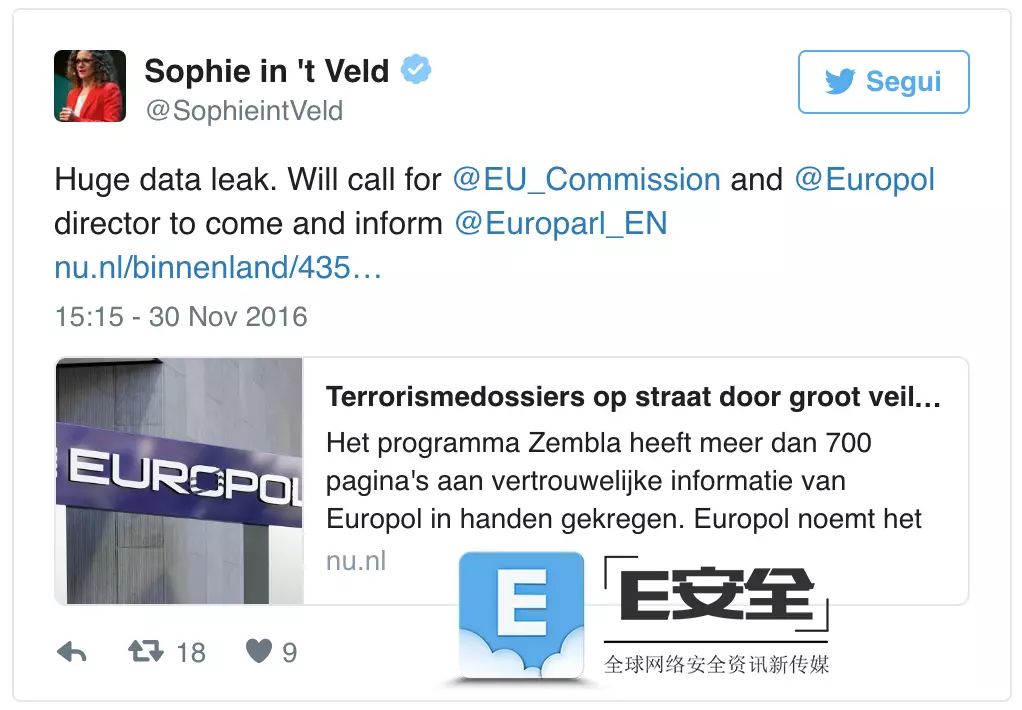 Sophie in 't Veld
@SophieintVeld
Segui
Huge data leak. Will call for @EU_Commission and @Europol
director to come and inform @Europarl_EN
nu.nl/binnenland/435…
15:15 - 30 Nov 2016
EUROPOL
Terrorismedossiers op straat door groot veil…
Het programma Zembla heeft meer dan 700
pagina's aan vertrouwelijke informatie van
Europol in handen gekregen. Europol noemt het
nu.nl
18
9
E
E安全
全球网络安全资讯新传媒